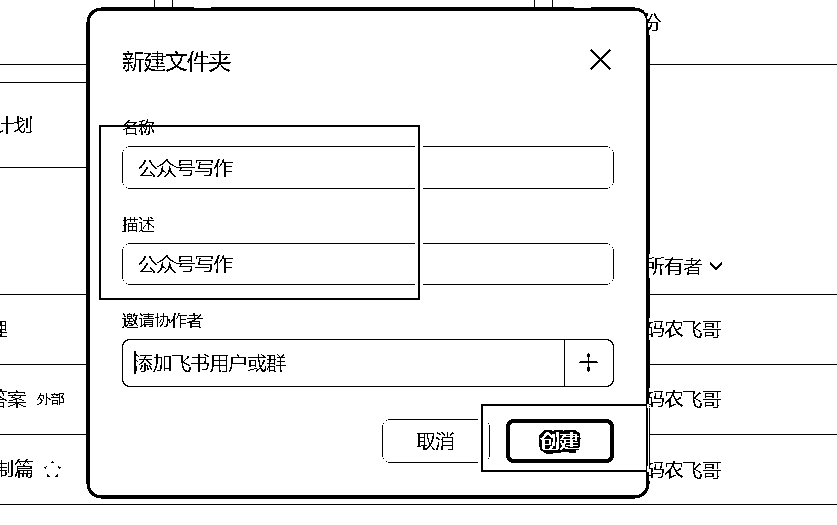 份
新建文件夹
计划
名称
公众号写作
描述
公众号写作
所有者
邀请协作者
理
码农飞哥
添加飞书用户或群
答案 外部
码农飞哥
取消
创建
制篇
码农飞哥